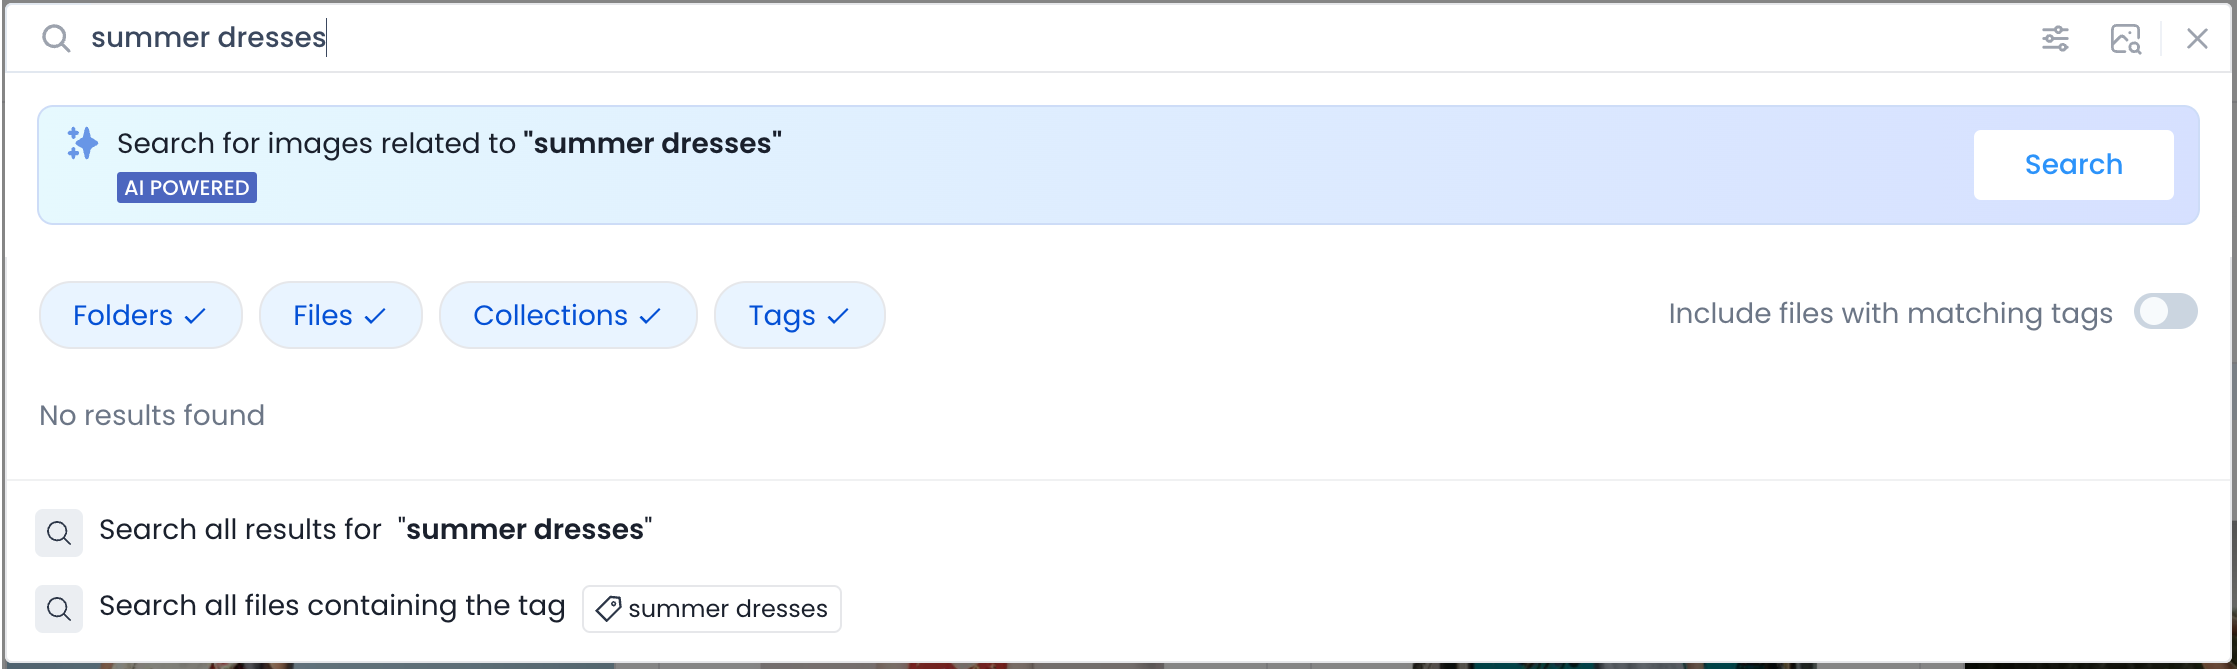 summer dresses
Search for images related to "summer dresses"
AI POWERED
Search
Folders
Files
Collections
Tags
Include files with matching tags
No results found
Search all results for "summer dresses"
Search all files containing the tag summer dresses